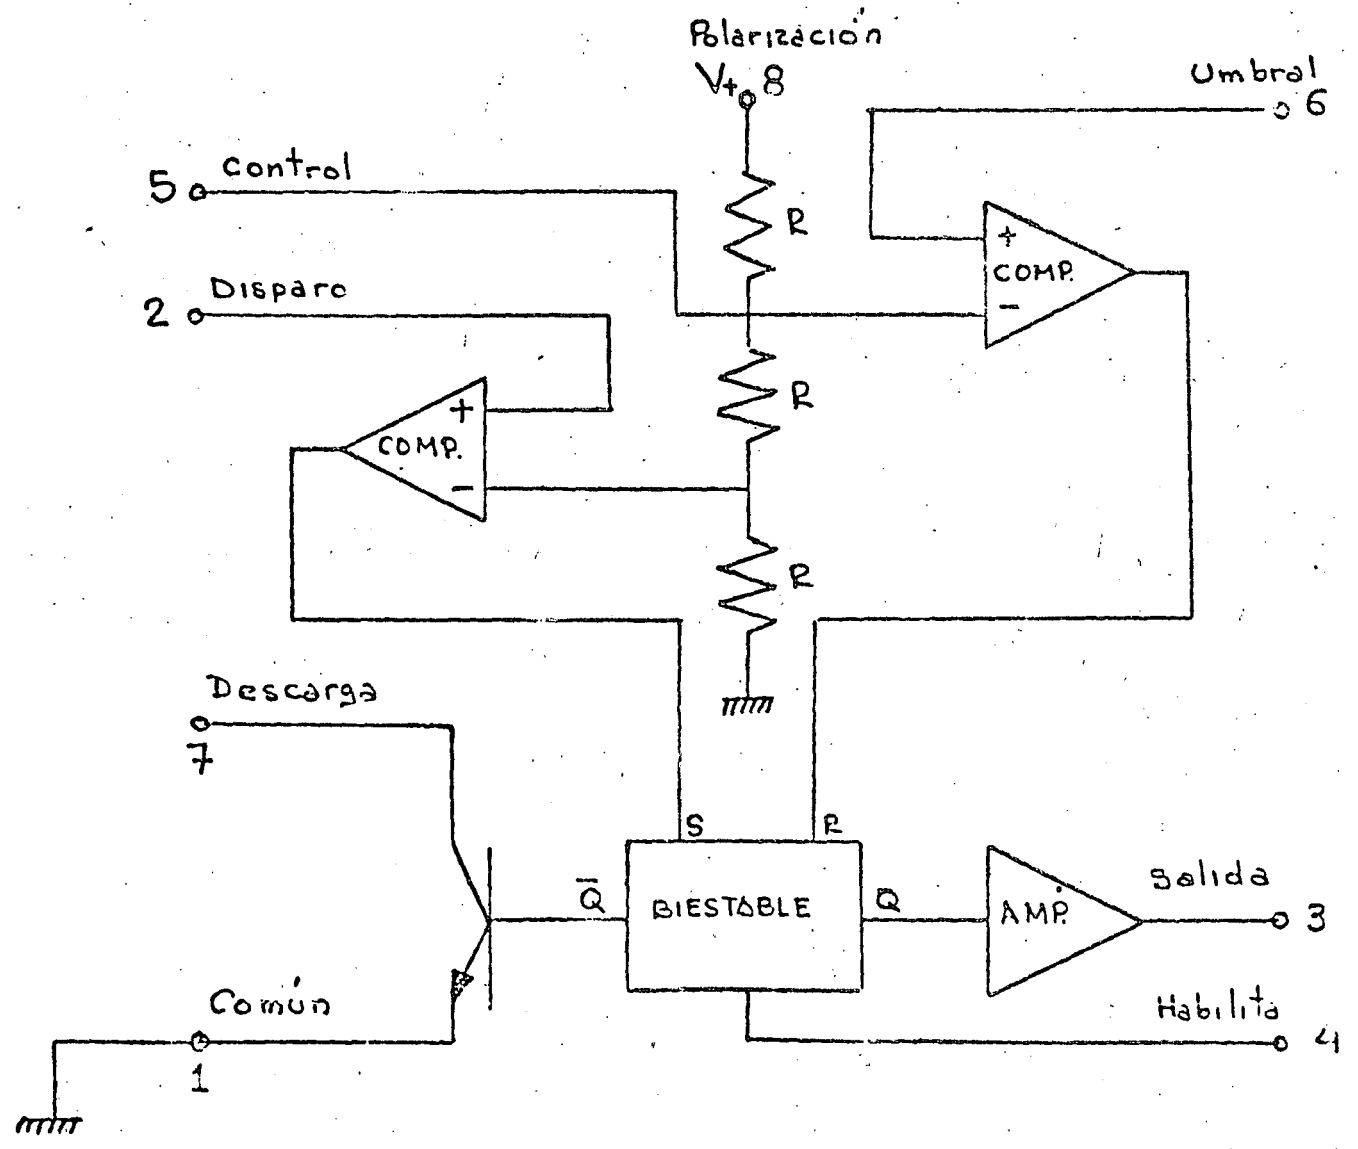 Polarización
V+ 8
Umbral
6
5 control
R
+
COMP.
-
2 Disparo
R
+
COMP.
-
R
Descarga
7
S R
Q̅ BIESTABLE Q
AMP.
Salida
3
Común
1
Habilita
4